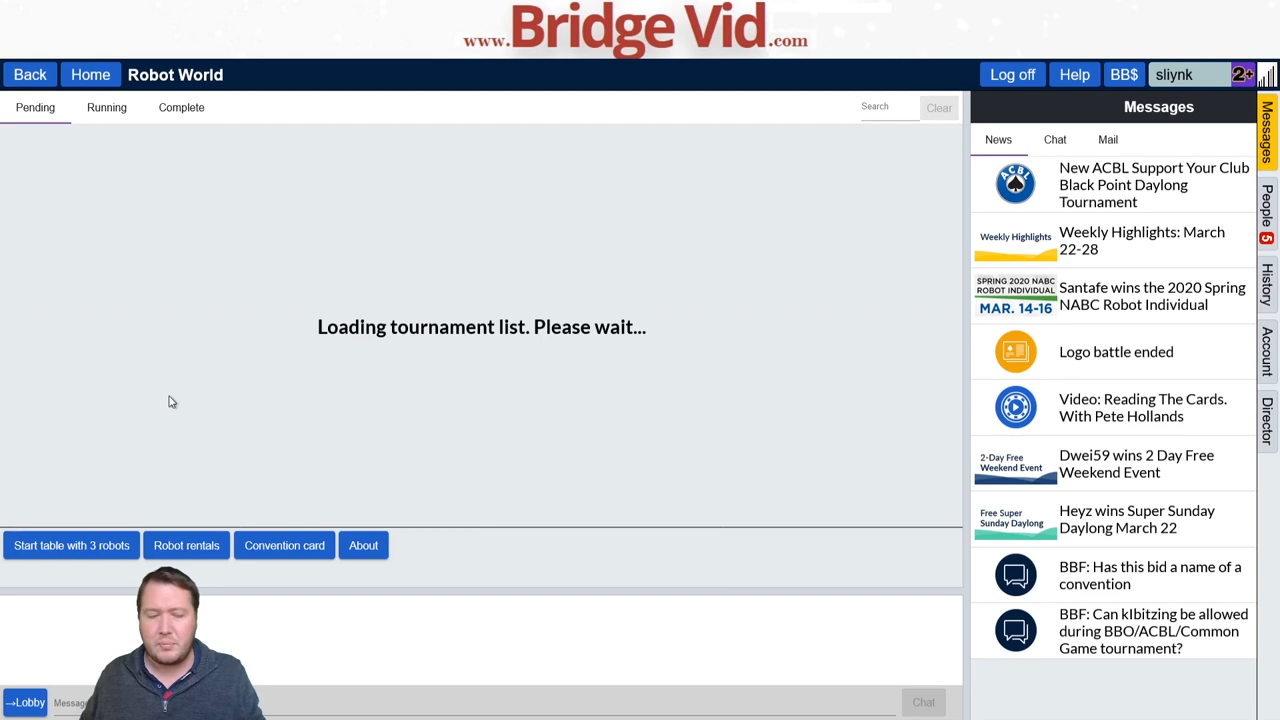 www.Bridge Vid.com
Back Home Robot World Log off Help BB$ sliynk 2+
Pending Running Complete Search Clear
Messages
News Chat Mail
ACBL
New ACBL Support Your Club
Black Point Daylong
Tournament
Weekly Highlights
Weekly Highlights: March
22-28
SPRING 2020 NABC
ROBOT INDIVIDUAL
MAR. 14-16
Santafe wins the 2020 Spring
NABC Robot Individual
Logo battle ended
Video: Reading The Cards.
With Pete Hollands
2-Day Free
Weekend Event
Dwei59 wins 2 Day Free
Weekend Event
Free Super
Sunday Daylong
Heyz wins Super Sunday
Daylong March 22
BBF: Has this bid a name of a
convention
BBF: Can kIbitzing be allowed
during BBO/ACBL/Common
Game tournament?
Messages
People 5
History
Account
Director
Loading tournament list. Please wait...
Start table with 3 robots Robot rentals Convention card About
→Lobby Messag Chat